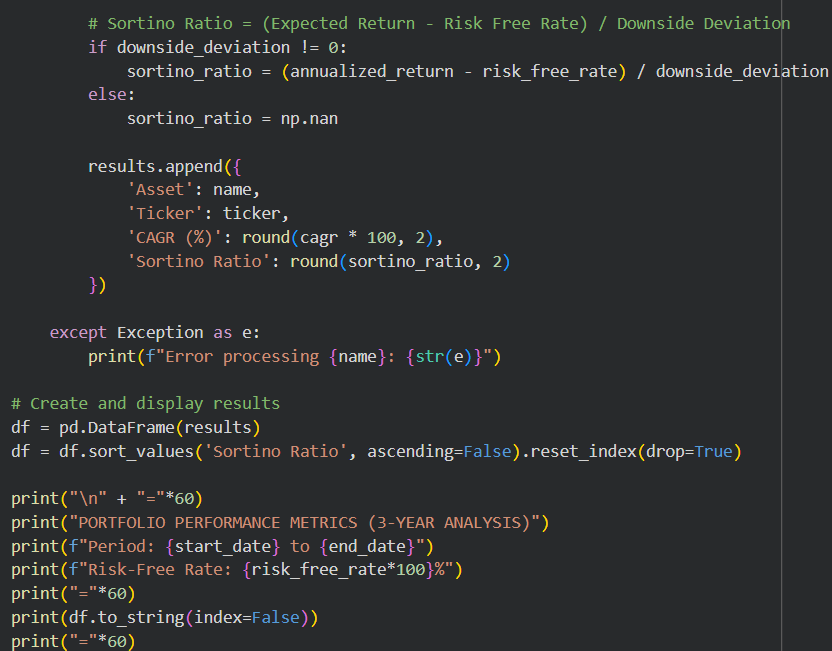 # Sortino Ratio = (Expected Return - Risk Free Rate) / Downside Deviation
if downside_deviation != 0:
sortino_ratio = (annualized_return - risk_free_rate) / downside_deviation
else:
sortino_ratio = np.nan
results.append({
'Asset': name,
'Ticker': ticker,
'CAGR (%)': round(cagr * 100, 2),
'Sortino Ratio': round(sortino_ratio, 2)
})
except Exception as e:
print(f"Error processing {name}: {str(e)}")
# Create and display results
df = pd.DataFrame(results)
df = df.sort_values('Sortino Ratio', ascending=False).reset_index(drop=True)
print("\n" + "="*60)
print("PORTFOLIO PERFORMANCE METRICS (3-YEAR ANALYSIS)")
print(f"Period: {start_date} to {end_date}")
print(f"Risk-Free Rate: {risk_free_rate*100}%")
print("="*60)
print(df.to_string(index=False))
print("="*60)